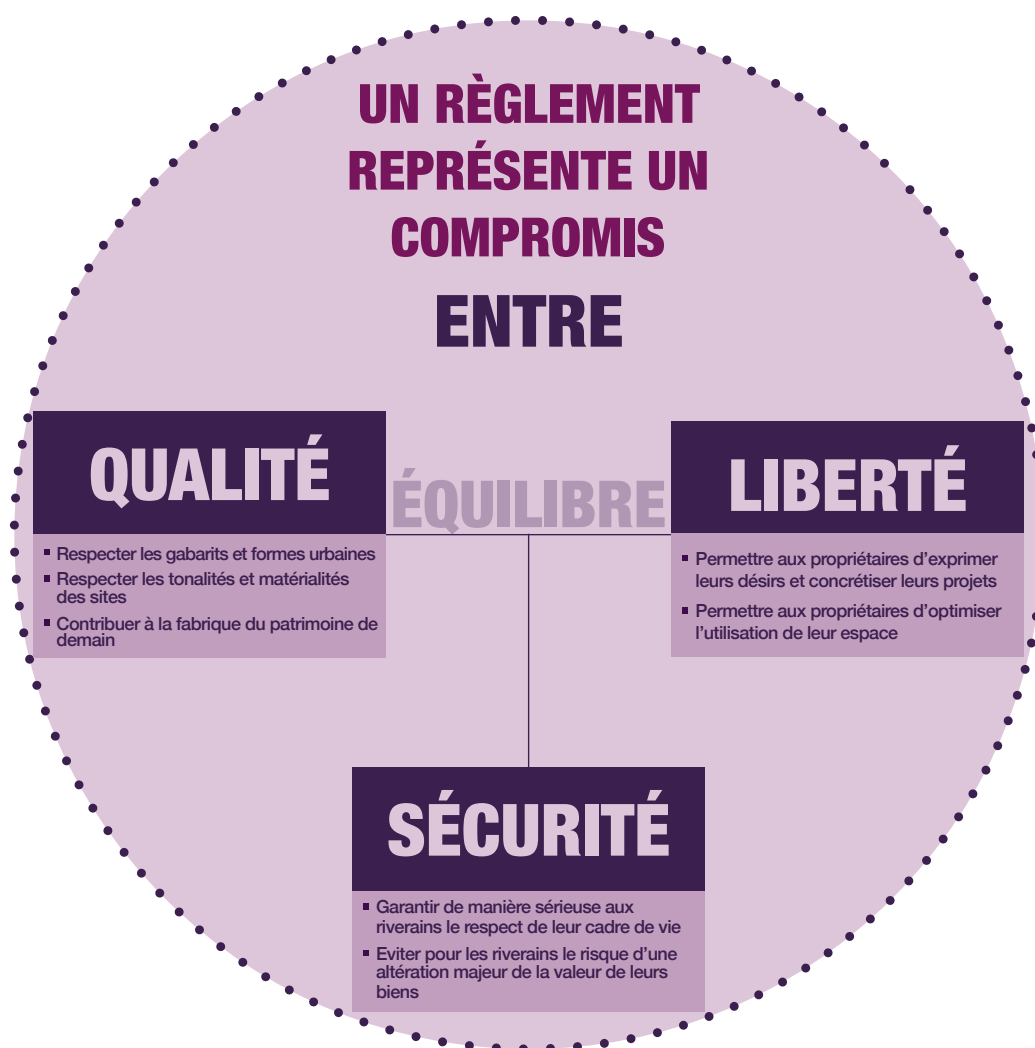 UN RÈGLEMENT
REPRÉSENTE UN
COMPROMIS
ENTRE
QUALITÉ
▪ Respecter les gabarits et formes urbaines
▪ Respecter les tonalités et matérialités
des sites
▪ Contribuer à la fabrique du patrimoine de
demain
ÉQUILIBRE
LIBERTÉ
▪ Permettre aux propriétaires d’exprimer
leurs désirs et concrétiser leurs projets
▪ Permettre aux propriétaires d’optimiser
l’utilisation de leur espace
SÉCURITÉ
▪ Garantir de manière sérieuse aux
riverains le respect de leur cadre de vie
▪ Eviter pour les riverains le risque d’une
altération majeur de la valeur de leurs
biens